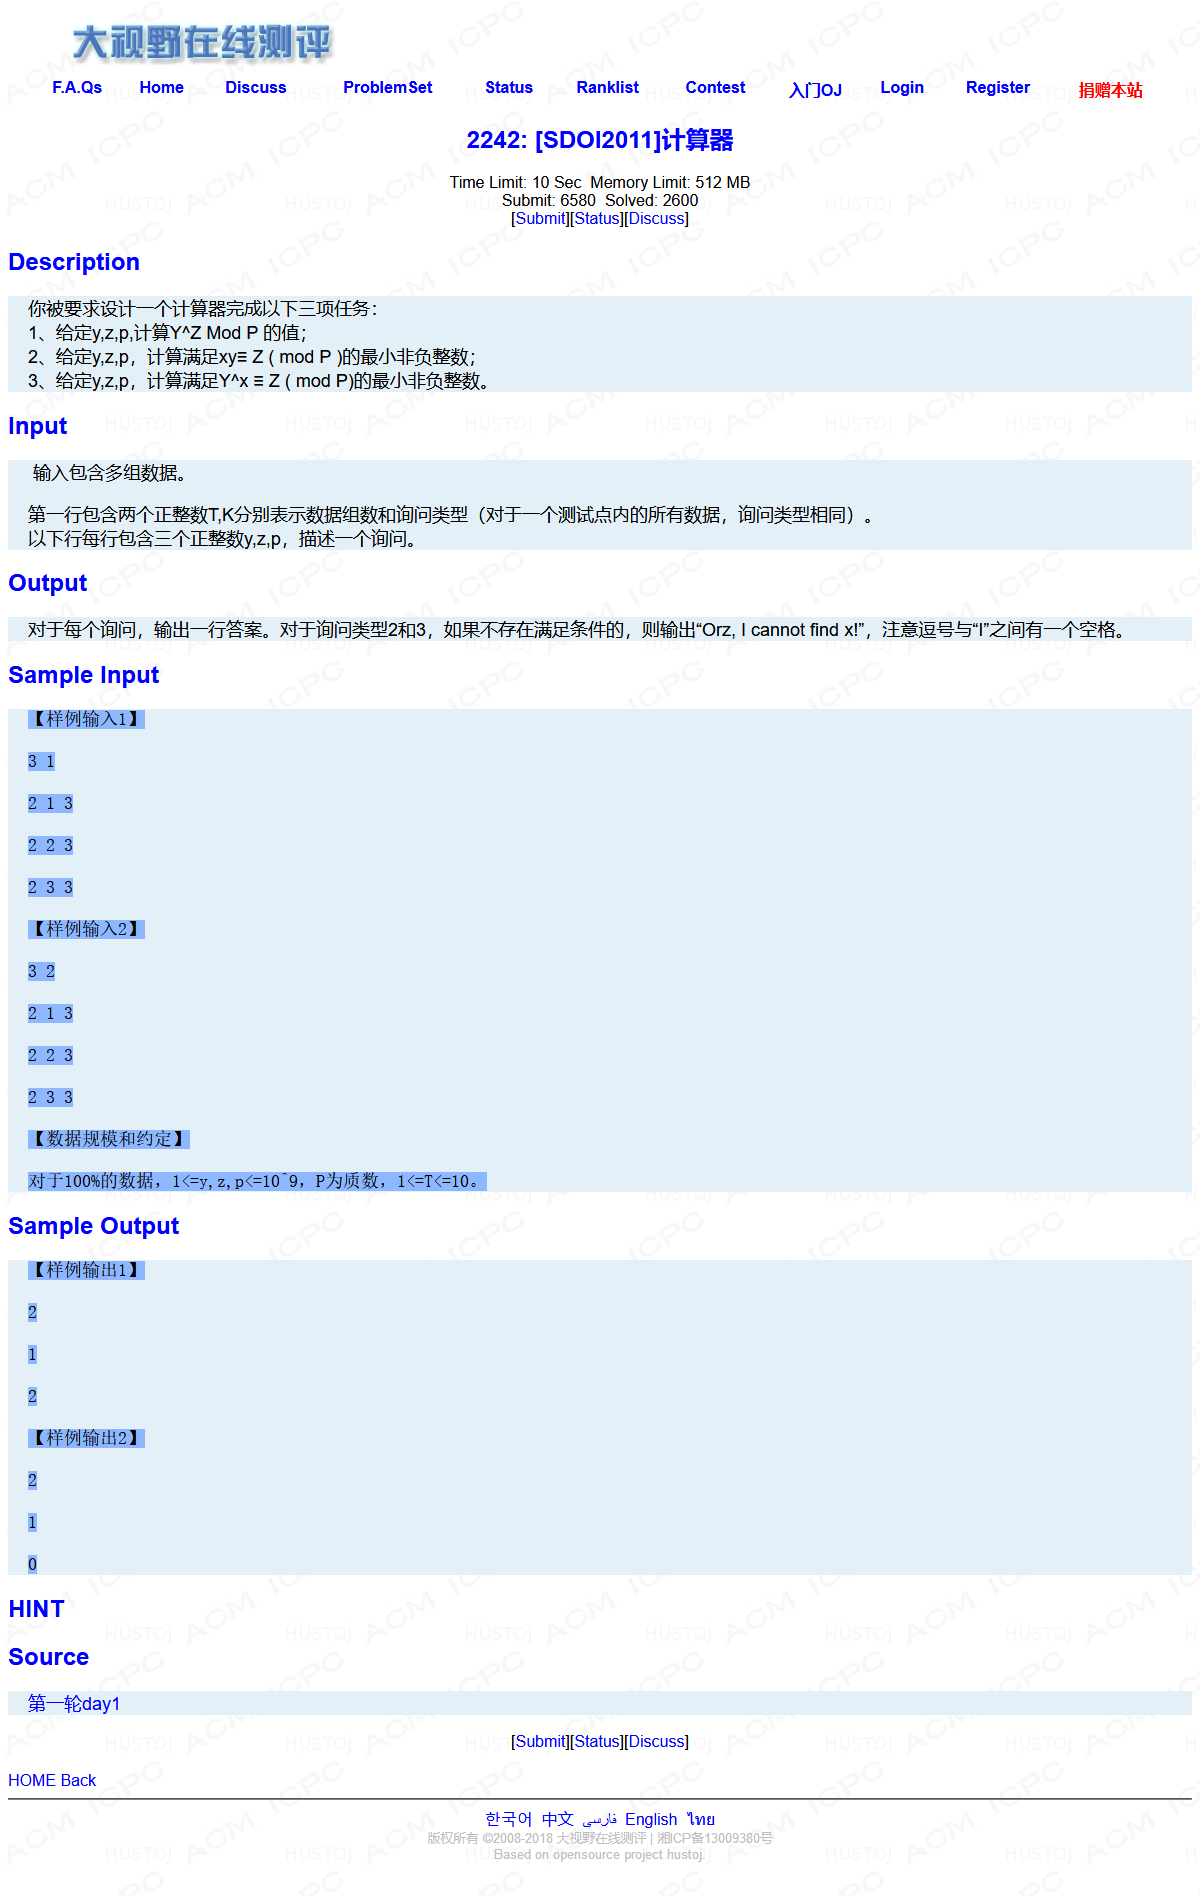 大视野在线测评
F.A.Qs Home Discuss ProblemSet Status Ranklist Contest 入门OJ Login Register 捐赠本站
2242: [SDOI2011]计算器
Time Limit: 10 Sec  Memory Limit: 512 MB
Submit: 6580  Solved: 2600
[Submit][Status][Discuss]
Description
你被要求设计一个计算器完成以下三项任务：
1、给定y,z,p,计算Y^Z Mod P 的值；
2、给定y,z,p，计算满足xy≡ Z ( mod P )的最小非负整数；
3、给定y,z,p，计算满足Y^x ≡ Z ( mod P)的最小非负整数。
Input
输入包含多组数据。
第一行包含两个正整数T,K分别表示数据组数和询问类型（对于一个测试点内的所有数据，询问类型相同）。
以下行每行包含三个正整数y,z,p，描述一个询问。
Output
对于每个询问，输出一行答案。对于询问类型2和3，如果不存在满足条件的，则输出“Orz, I cannot find x!”，注意逗号与“I”之间有一个空格。
Sample Input
【样例输入1】
3 1
2 1 3
2 2 3
2 3 3
【样例输入2】
3 2
2 1 3
2 2 3
2 3 3
【数据规模和约定】
对于100%的数据，1<=y,z,p<=10^9，P为质数，1<=T<=10。
Sample Output
【样例输出1】
2
1
2
【样例输出2】
2
1
0
HINT
Source
第一轮day1
[Submit][Status][Discuss]
HOME Back
한국어 中文 فارسی English ไทย
版权所有 ©2008-2018 大视野在线测评 | 湘ICP备13009380号
Based on opensource project hustoj.